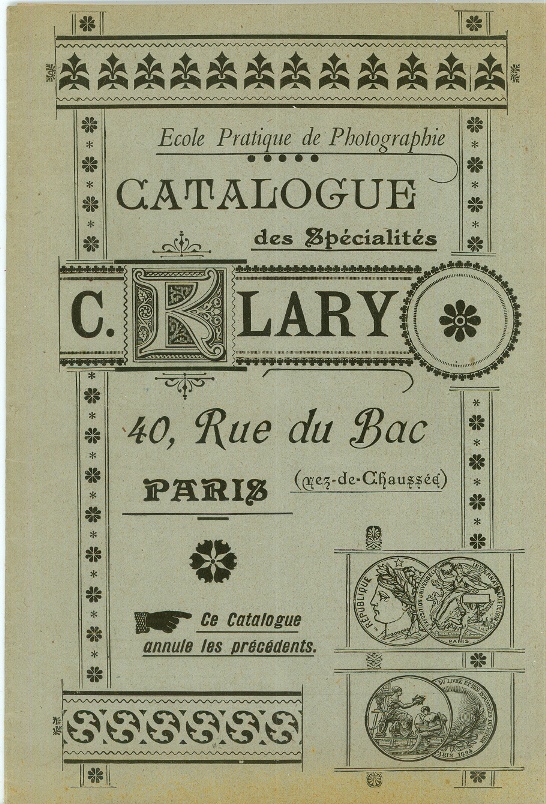 Ecole Pratique de Photographie
CATALOGUE
des Spécialités
C. KLARY
40, Rue du Bac
PARIS
(rez-de-Chaussée)
RÉPUBLIQUE
PARIS
Ce Catalogue
annule les précédents.